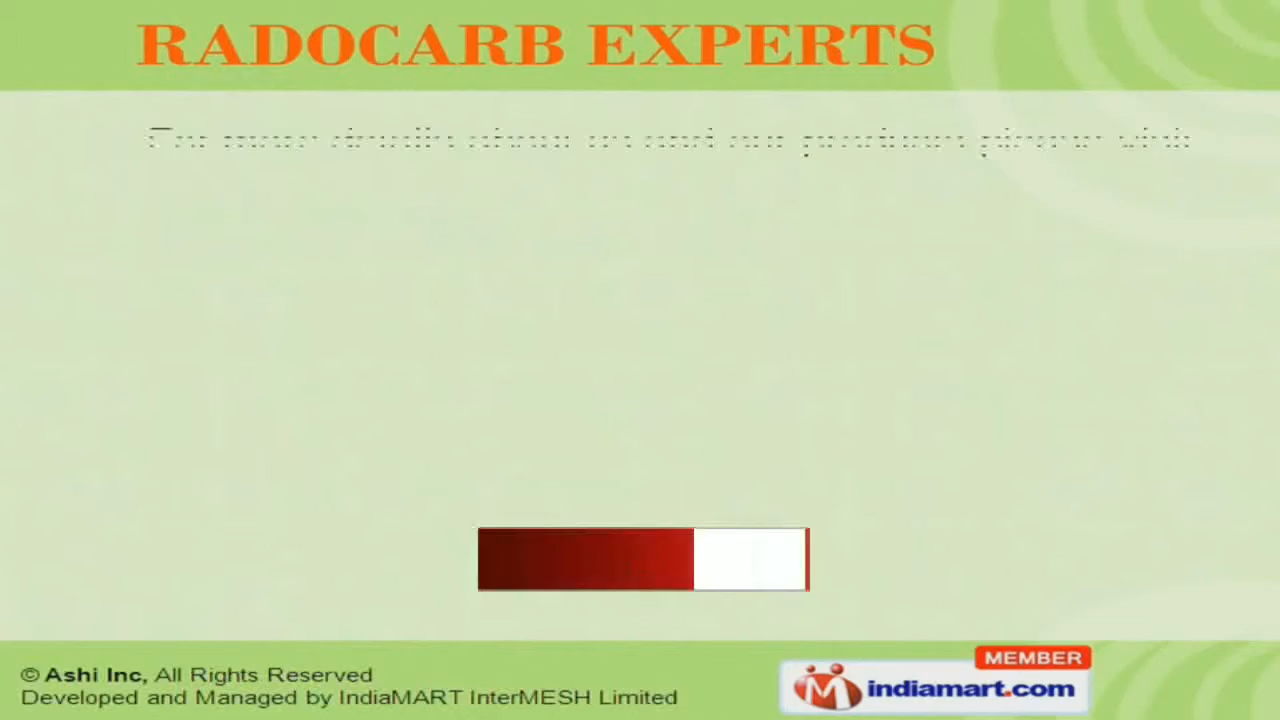 RADOCARB EXPERTS
© Ashi Inc, All Rights Reserved
Developed and Managed by IndiaMART InterMESH Limited
MEMBER
indiamart.com